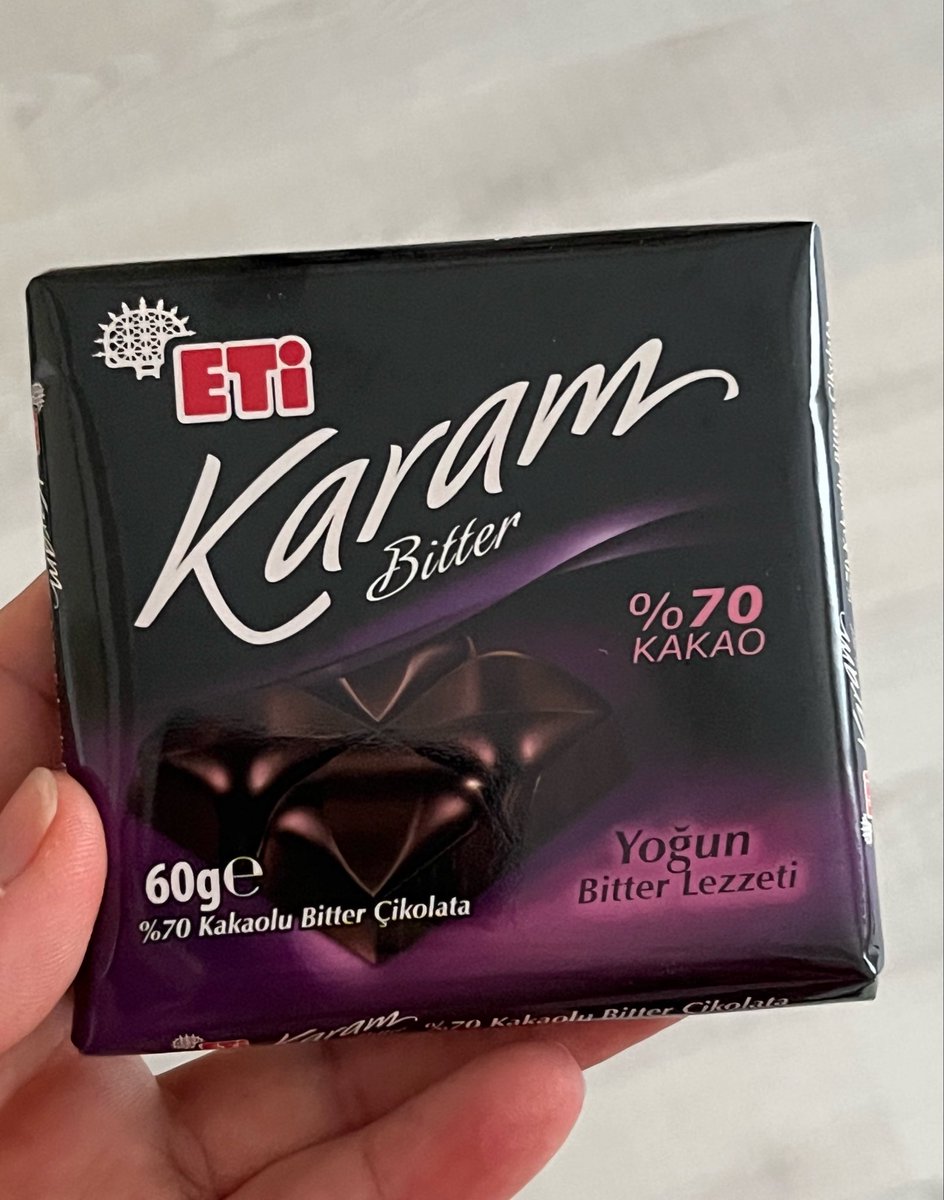 ETi
Karam
Bitter
%70
KAKAO
Yoğun
Bitter Lezzeti
60g℮
%70 Kakaolu Bitter Çikolata
Karam %70 Kakaolu Bitter Çikolata